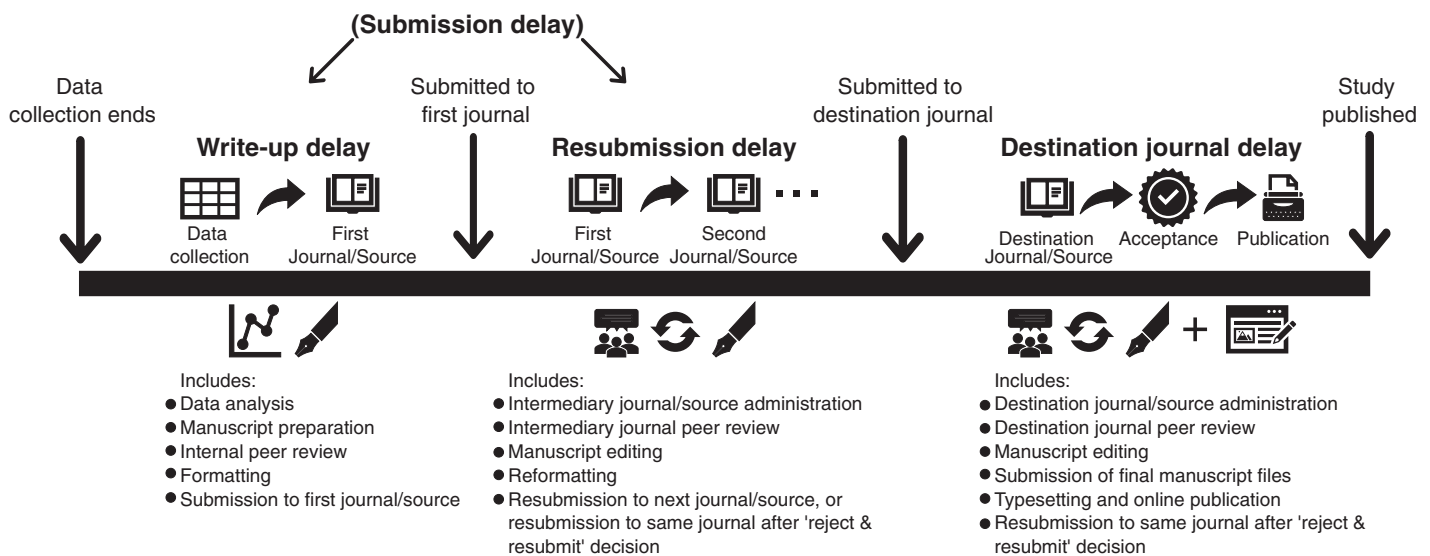 (Submission delay)
Data
collection ends
Submitted to
first journal
Submitted to
destination journal
Study
published
Write-up delay
Data
collection
First
Journal/Source
Resubmission delay
First
Journal/Source
Second
Journal/Source
Destination journal delay
Destination
Journal/Source
Acceptance
Publication
Includes:
● Data analysis
● Manuscript preparation
● Internal peer review
● Formatting
● Submission to first journal/source
Includes:
● Intermediary journal/source administration
● Intermediary journal peer review
● Manuscript editing
● Reformatting
● Resubmission to next journal/source, or
resubmission to same journal after 'reject &
resubmit' decision
Includes:
● Destination journal/source administration
● Destination journal peer review
● Manuscript editing
● Submission of final manuscript files
● Typesetting and online publication
● Resubmission to same journal after 'reject &
resubmit' decision